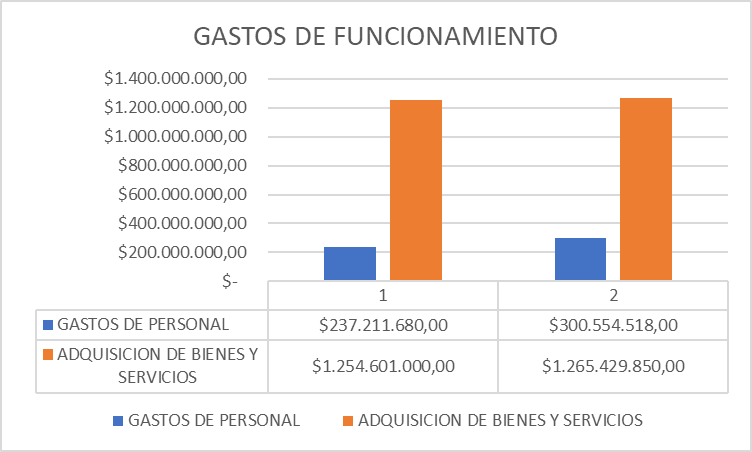 GASTOS DE FUNCIONAMIENTO
$1.400.000.000,00
$1.200.000.000,00
$1.000.000.000,00
$800.000.000,00
$600.000.000,00
$400.000.000,00
$200.000.000,00
$-
1 2
GASTOS DE PERSONAL $237.211.680,00 $300.554.518,00
ADQUISICION DE BIENES Y
SERVICIOS $1.254.601.000,00 $1.265.429.850,00
GASTOS DE PERSONAL ADQUISICION DE BIENES Y SERVICIOS